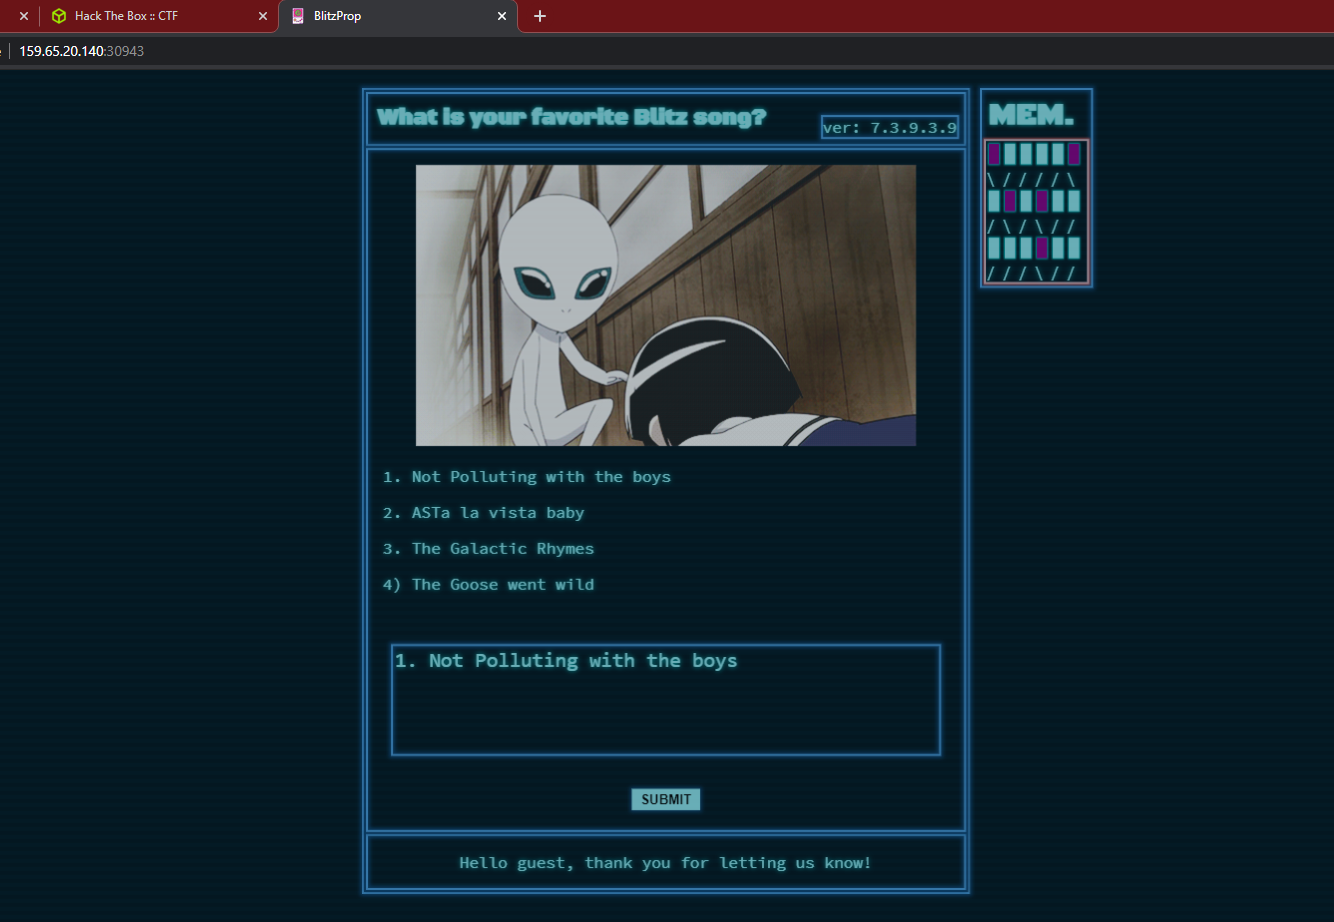 Hack The Box :: CTF
BlitzProp
159.65.20.140:30943
What is your favorite Blitz song?
ver: 7.3.9.3.9
MEM.
\ / / / / \
/ \ / \ / /
/ / / \ / /
1. Not Polluting with the boys
2. ASTa la vista baby
3. The Galactic Rhymes
4) The Goose went wild
1. Not Polluting with the boys
SUBMIT
Hello guest, thank you for letting us know!